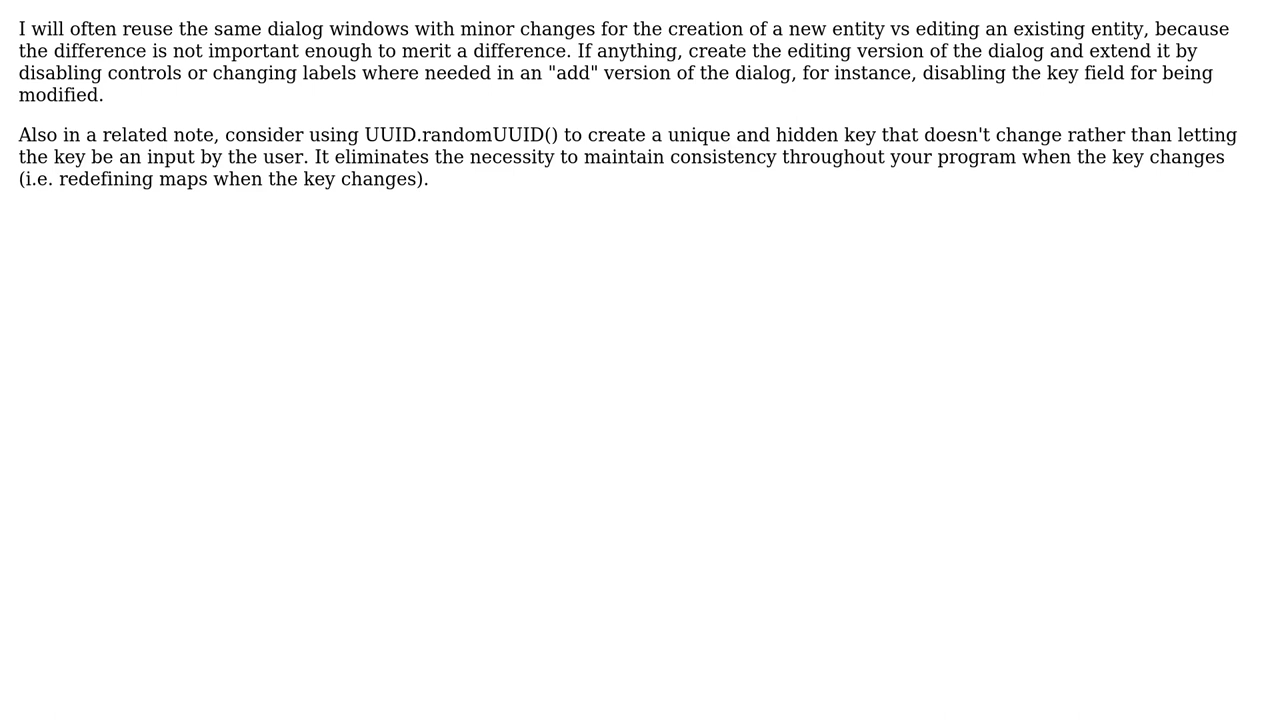 I will often reuse the same dialog windows with minor changes for the creation of a new entity vs editing an existing entity, because
the difference is not important enough to merit a difference. If anything, create the editing version of the dialog and extend it by
disabling controls or changing labels where needed in an "add" version of the dialog, for instance, disabling the key field for being
modified.
Also in a related note, consider using UUID.randomUUID() to create a unique and hidden key that doesn't change rather than letting
the key be an input by the user. It eliminates the necessity to maintain consistency throughout your program when the key changes
(i.e. redefining maps when the key changes).